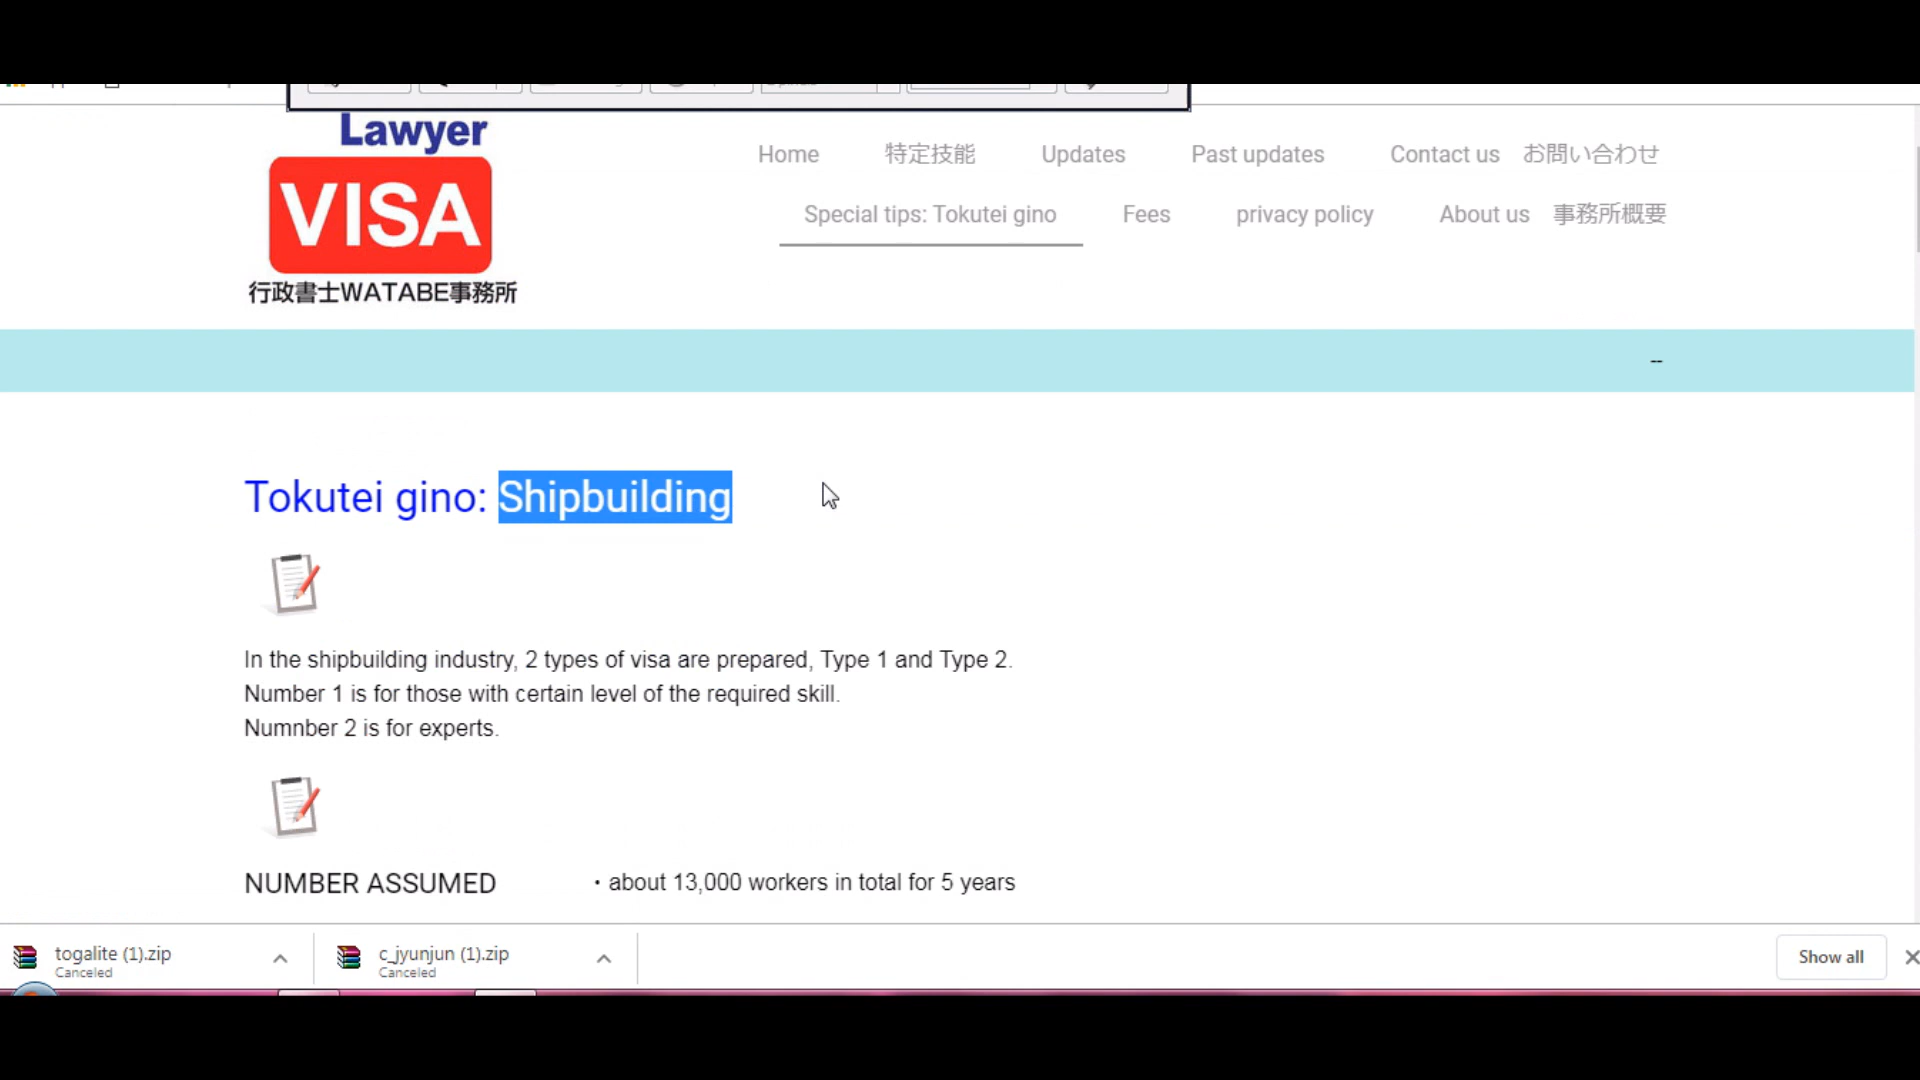 Lawyer
VISA
行政書士WATABE事務所
Home 特定技能 Updates Past updates Contact us お問い合わせ
Special tips: Tokutei gino Fees privacy policy About us 事務所概要
--
Tokutei gino: Shipbuilding
In the shipbuilding industry, 2 types of visa are prepared, Type 1 and Type 2.
Number 1 is for those with certain level of the required skill.
Numnber 2 is for experts.
NUMBER ASSUMED ・about 13,000 workers in total for 5 years
togalite (1).zip
Canceled
c_jyunjun (1).zip
Canceled
Show all